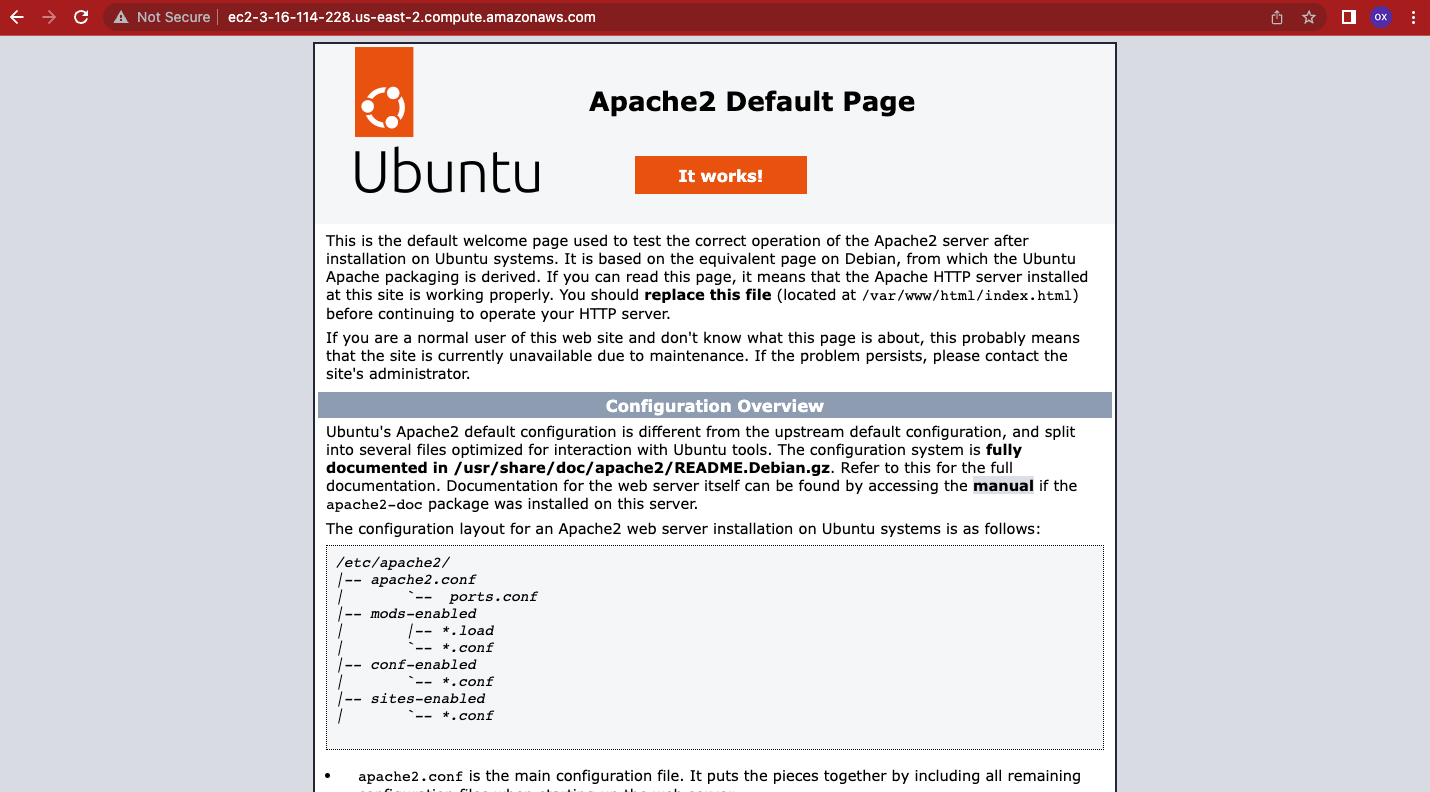 Not Secure ec2-3-16-114-228.us-east-2.compute.amazonaws.com OX
Apache2 Default Page
Ubuntu
It works!
This is the default welcome page used to test the correct operation of the Apache2 server after
installation on Ubuntu systems. It is based on the equivalent page on Debian, from which the Ubuntu
Apache packaging is derived. If you can read this page, it means that the Apache HTTP server installed
at this site is working properly. You should replace this file (located at /var/www/html/index.html)
before continuing to operate your HTTP server.
If you are a normal user of this web site and don't know what this page is about, this probably means
that the site is currently unavailable due to maintenance. If the problem persists, please contact the
site's administrator.
Configuration Overview
Ubuntu's Apache2 default configuration is different from the upstream default configuration, and split
into several files optimized for interaction with Ubuntu tools. The configuration system is fully
documented in /usr/share/doc/apache2/README.Debian.gz. Refer to this for the full
documentation. Documentation for the web server itself can be found by accessing the manual if the
apache2-doc package was installed on this server.
The configuration layout for an Apache2 web server installation on Ubuntu systems is as follows:
/etc/apache2/
|-- apache2.conf
|       `--  ports.conf
|-- mods-enabled
|       |-- *.load
|       `-- *.conf
|-- conf-enabled
|       `-- *.conf
|-- sites-enabled
|       `-- *.conf
• apache2.conf is the main configuration file. It puts the pieces together by including all remaining